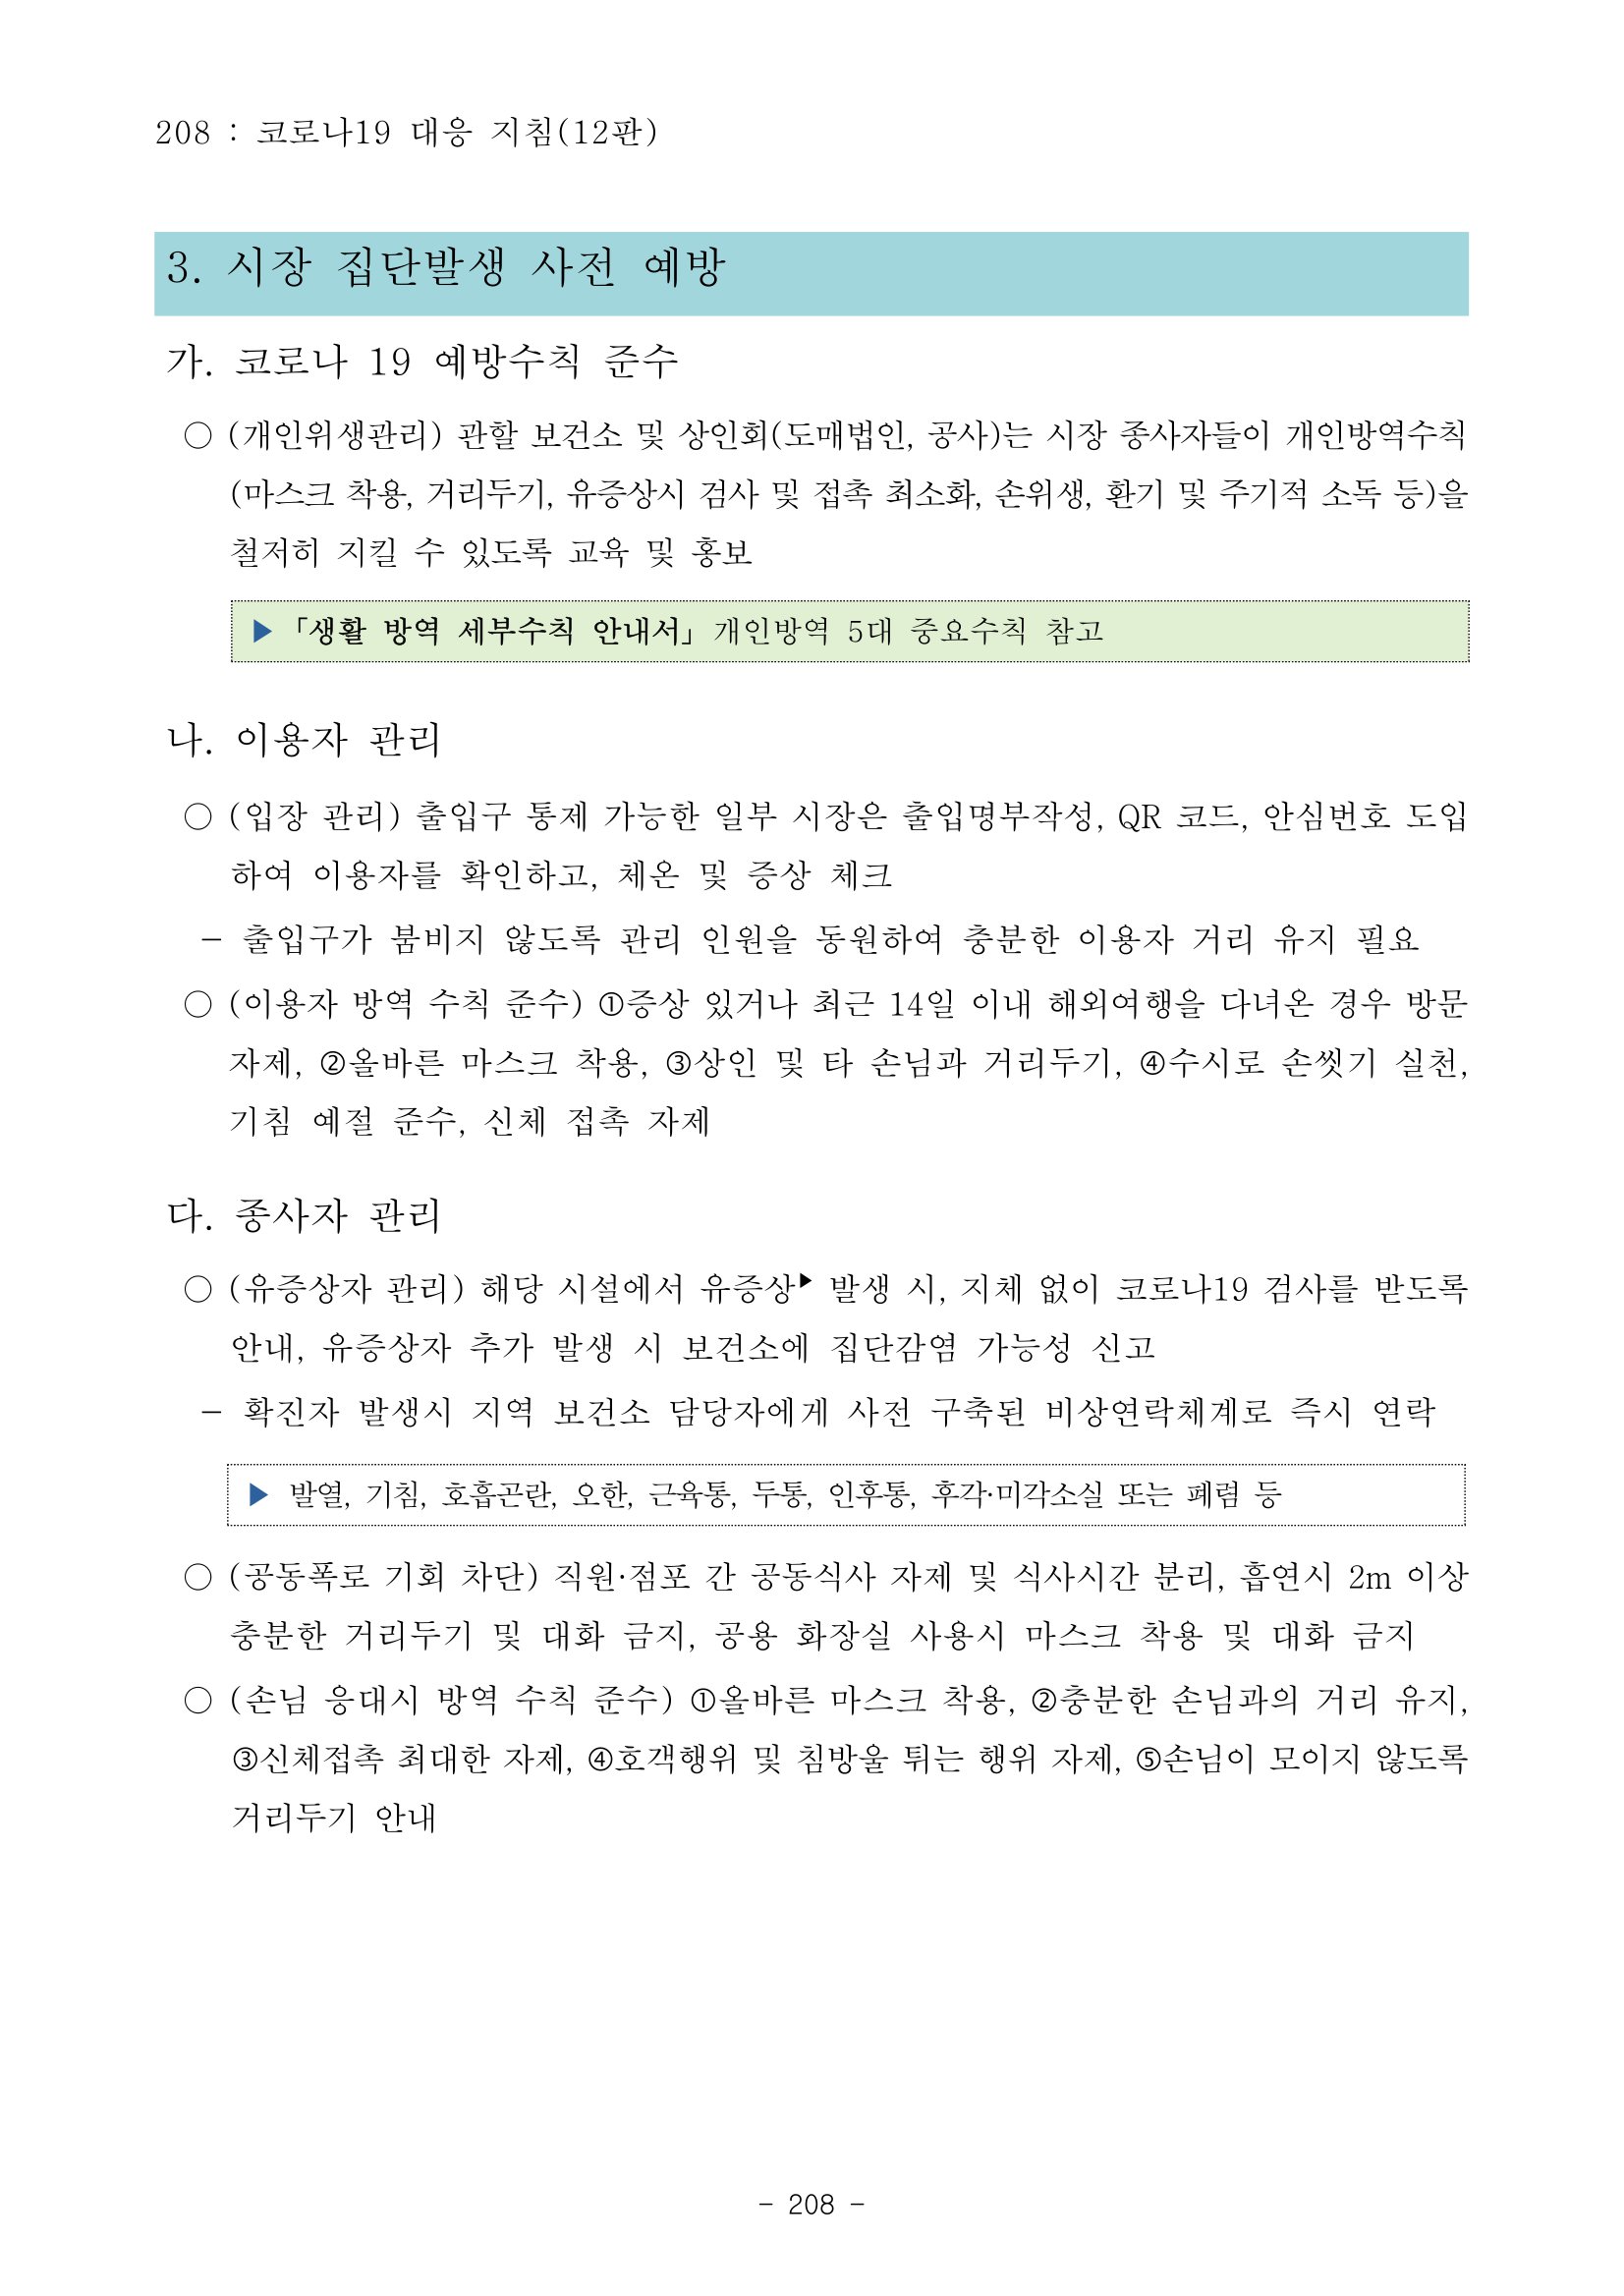 208 : 코로나19 대응 지침(12판)
3. 시장 집단발생 사전 예방
가. 코로나 19 예방수칙 준수
○ (개인위생관리) 관할 보건소 및 상인회(도매법인, 공사)는 시장 종사자들이 개인방역수칙
(마스크 착용, 거리두기, 유증상시 검사 및 접촉 최소화, 손위생, 환기 및 주기적 소독 등)을
철저히 지킬 수 있도록 교육 및 홍보
▶「생활 방역 세부수칙 안내서」개인방역 5대 중요수칙 참고
나. 이용자 관리
○ (입장 관리) 출입구 통제 가능한 일부 시장은 출입명부작성, QR 코드, 안심번호 도입
하여 이용자를 확인하고, 체온 및 증상 체크
- 출입구가 붐비지 않도록 관리 인원을 동원하여 충분한 이용자 거리 유지 필요
○ (이용자 방역 수칙 준수) ①증상 있거나 최근 14일 이내 해외여행을 다녀온 경우 방문
자제, ②올바른 마스크 착용, ③상인 및 타 손님과 거리두기, ④수시로 손씻기 실천,
기침 예절 준수, 신체 접촉 자제
다. 종사자 관리
○ (유증상자 관리) 해당 시설에서 유증상▶ 발생 시, 지체 없이 코로나19 검사를 받도록
안내, 유증상자 추가 발생 시 보건소에 집단감염 가능성 신고
- 확진자 발생시 지역 보건소 담당자에게 사전 구축된 비상연락체계로 즉시 연락
▶ 발열, 기침, 호흡곤란, 오한, 근육통, 두통, 인후통, 후각·미각소실 또는 폐렴 등
○ (공동폭로 기회 차단) 직원·점포 간 공동식사 자제 및 식사시간 분리, 흡연시 2m 이상
충분한 거리두기 및 대화 금지, 공용 화장실 사용시 마스크 착용 및 대화 금지
○ (손님 응대시 방역 수칙 준수) ①올바른 마스크 착용, ②충분한 손님과의 거리 유지,
③신체접촉 최대한 자제, ④호객행위 및 침방울 튀는 행위 자제, ⑤손님이 모이지 않도록
거리두기 안내
- 208 -